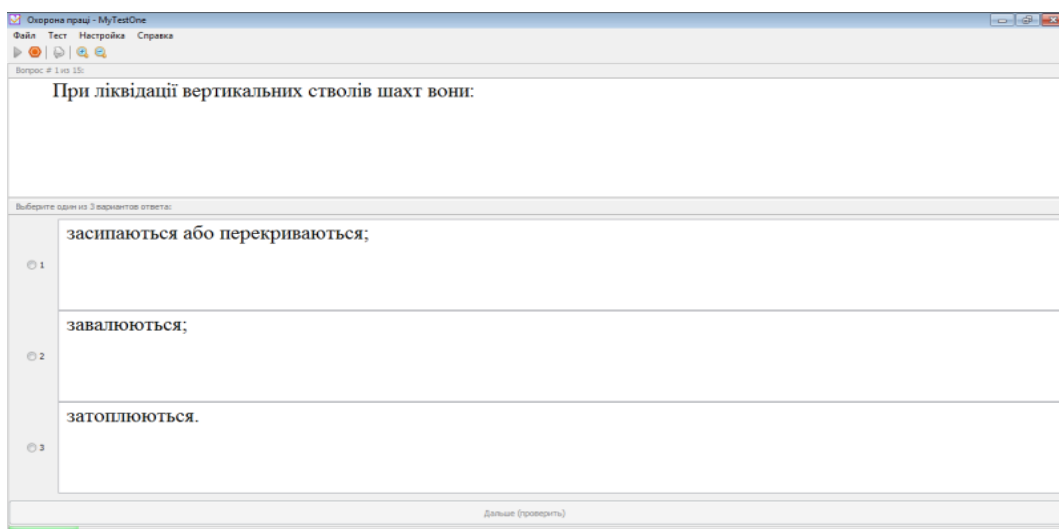 Охорона праці - MyTestOne
Файл Тест Настройка Справка
Вопрос # 1 из 15:
При ліквідації вертикальних стволів шахт вони:
Выберите один из 3 вариантов ответа:
засипаються або перекриваються;
1
завалюються;
2
затоплюються.
3
Дальше (проверить)